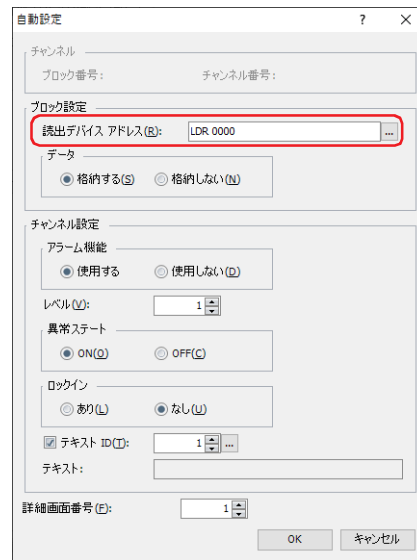 自動設定 ? ×
チャンネル
ブロック番号: チャンネル番号:
ブロック設定
読出デバイス アドレス(R): LDR 0000 ...
データ
格納する(S) 格納しない(N)
チャンネル設定
アラーム機能
使用する 使用しない(D)
レベル(V): 1
異常ステート
ON(O) OFF(C)
ロックイン
あり(L) なし(U)
テキスト ID(T): 1 ...
テキスト:
詳細画面番号(F): 1
OK キャンセル